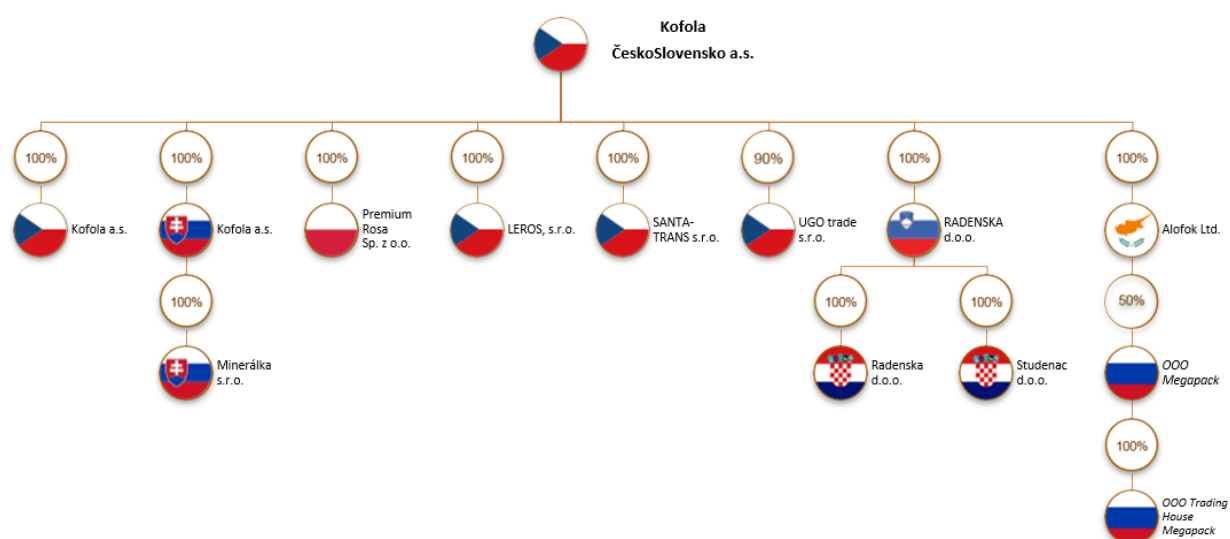 Kofola
ČeskoSlovensko a.s.
100%
100%
100%
100%
100%
90%
100%
100%
Kofola a.s.
Kofola a.s.
Premium
Rosa
Sp. z o.o.
LEROS, s.r.o.
SANTA-
TRANS s.r.o.
UGO trade
s.r.o.
RADENSKA
d.o.o.
Alofok Ltd.
100%
100%
100%
50%
Minerálka
s.r.o.
Radenska
d.o.o.
Studenac
d.o.o.
OOO
Megapack
100%
OOO Trading
House
Megapack